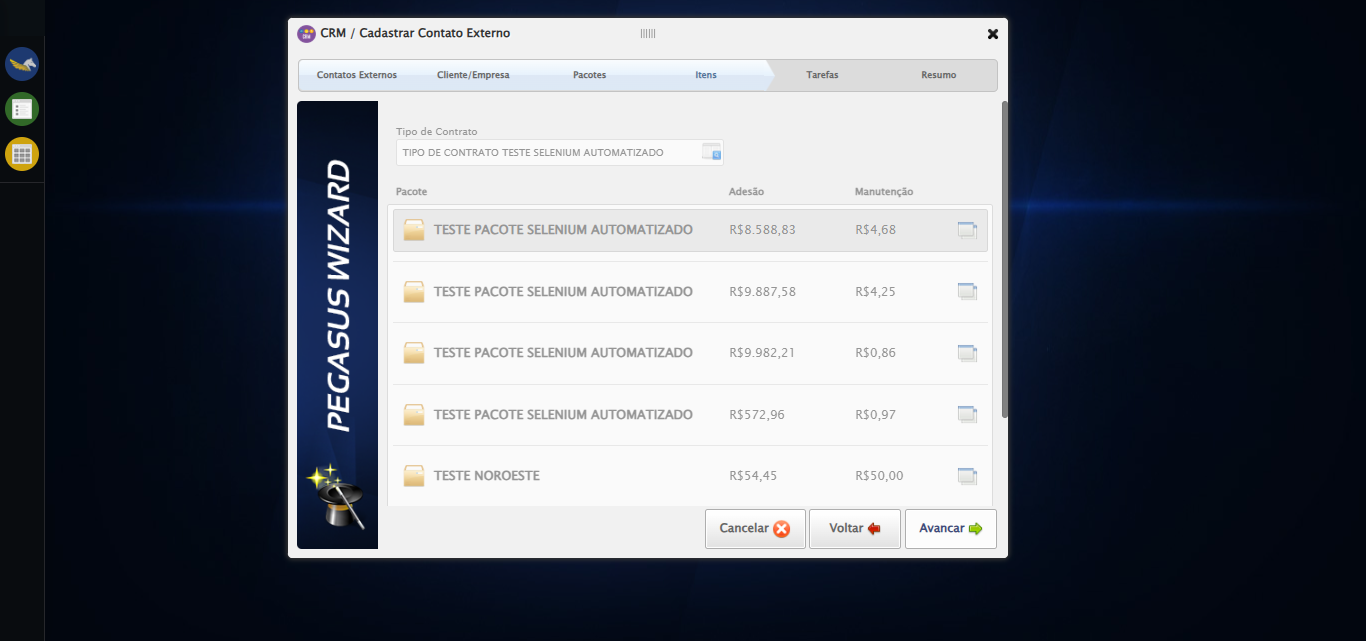 CRM / Cadastrar Contato Externo
Contatos Externos Cliente/Empresa Pacotes Itens Tarefas Resumo
PEGASUS WIZARD
Tipo de Contrato
TIPO DE CONTRATO TESTE SELENIUM AUTOMATIZADO
Pacote Adesão Manutenção
TESTE PACOTE SELENIUM AUTOMATIZADO R$8.588,83 R$4,68
TESTE PACOTE SELENIUM AUTOMATIZADO R$9.887,58 R$4,25
TESTE PACOTE SELENIUM AUTOMATIZADO R$9.982,21 R$0,86
TESTE PACOTE SELENIUM AUTOMATIZADO R$572,96 R$0,97
TESTE NOROESTE R$54,45 R$50,00
Cancelar Voltar Avancar